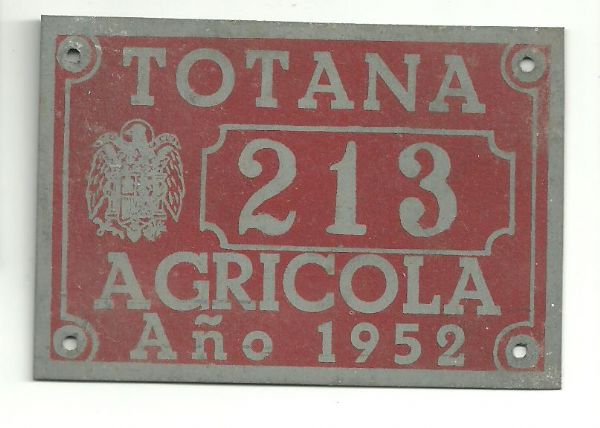 TOTANA
213
AGRICOLA
Año 1952